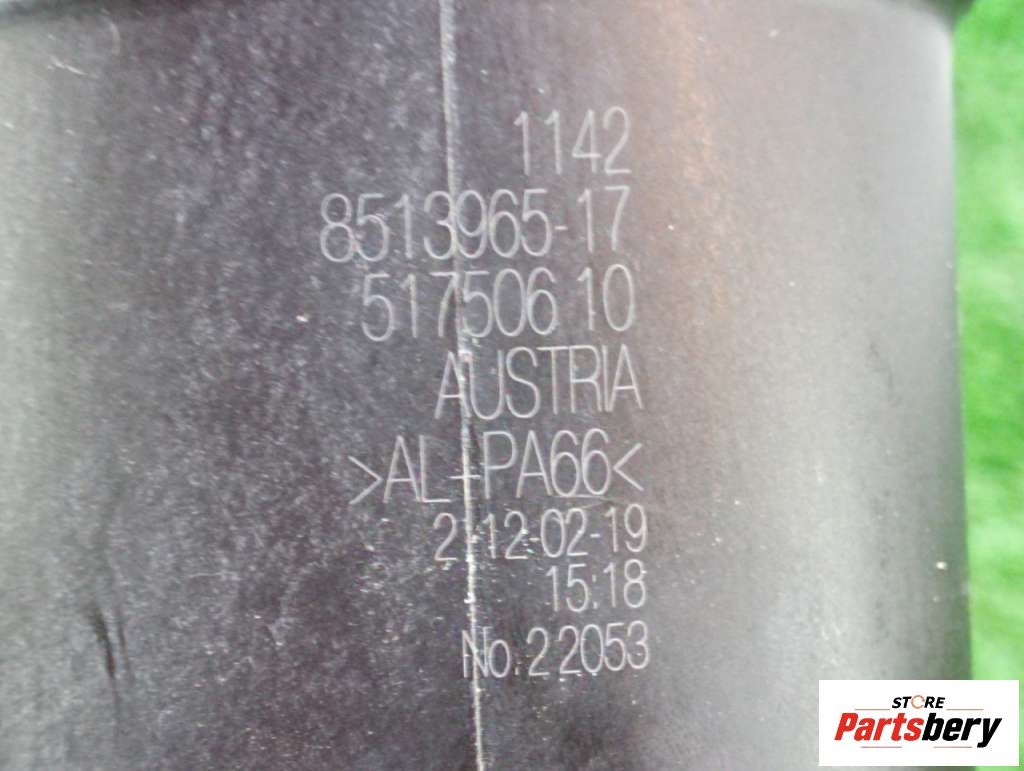 1142
8513965-17
517506 10
AUSTRIA
>AL-PA66<
2 12-02-19
15:18
No.2 2053
STORE
Partsbery